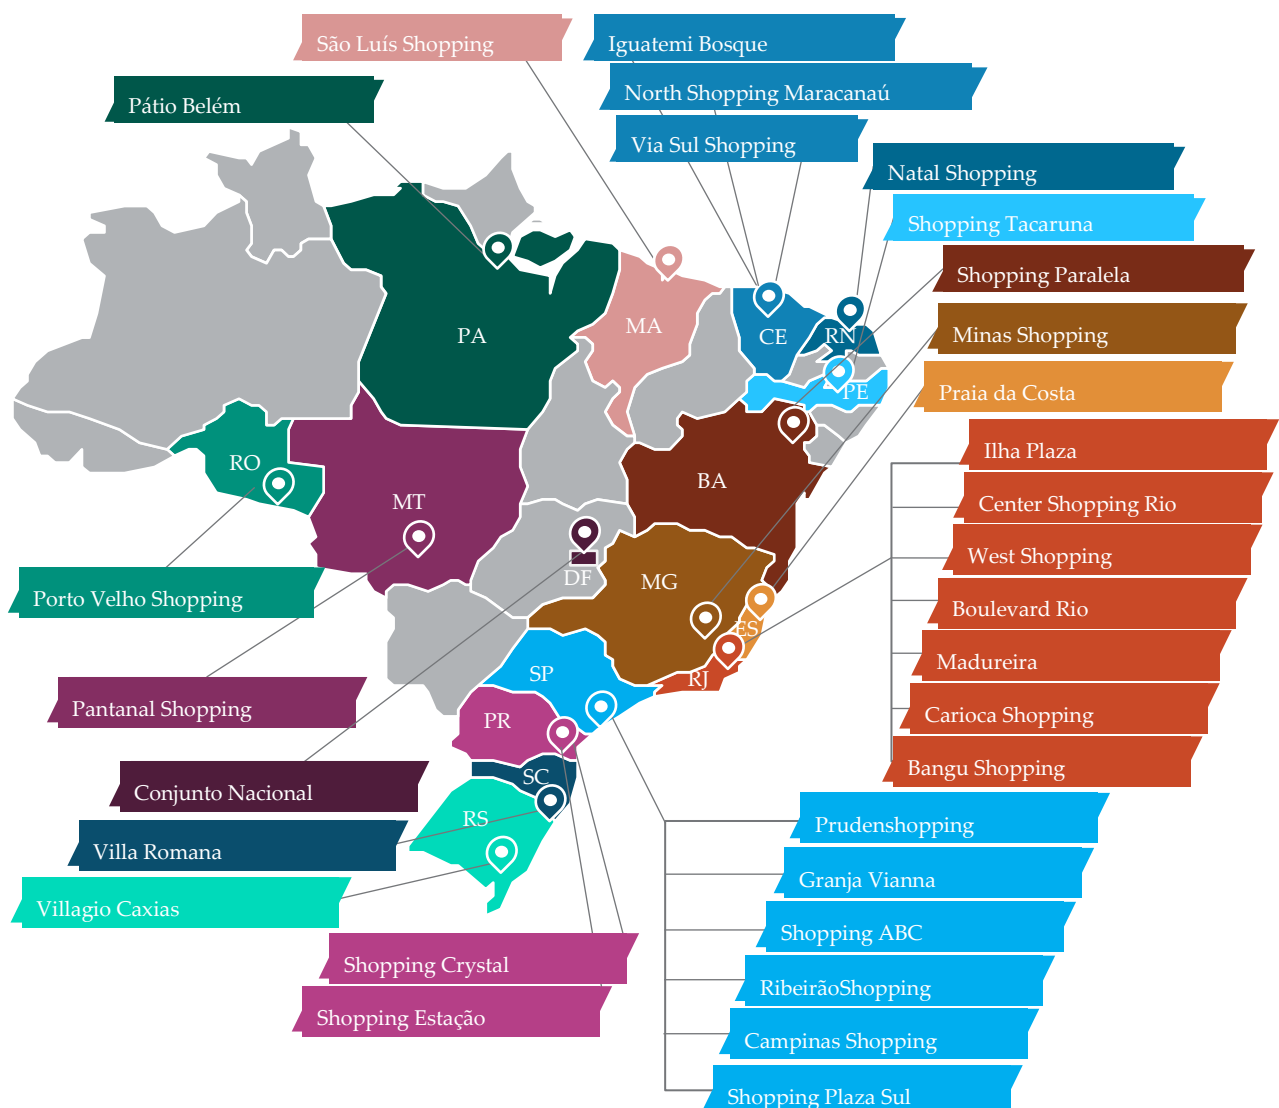 São Luís Shopping
Iguatemi Bosque
North Shopping Maracanaú
Pátio Belém
Via Sul Shopping
Natal Shopping
Shopping Tacaruna
Shopping Paralela
Minas Shopping
Praia da Costa
PA
MA
CE
RN
PE
RO
MT
BA
DF
MG
ES
SP
RJ
PR
SC
RS
Ilha Plaza
Center Shopping Rio
West Shopping
Boulevard Rio
Madureira
Carioca Shopping
Bangu Shopping
Porto Velho Shopping
Pantanal Shopping
Conjunto Nacional
Villa Romana
Villagio Caxias
Shopping Crystal
Shopping Estação
Prudenshopping
Granja Vianna
Shopping ABC
RibeirãoShopping
Campinas Shopping
Shopping Plaza Sul